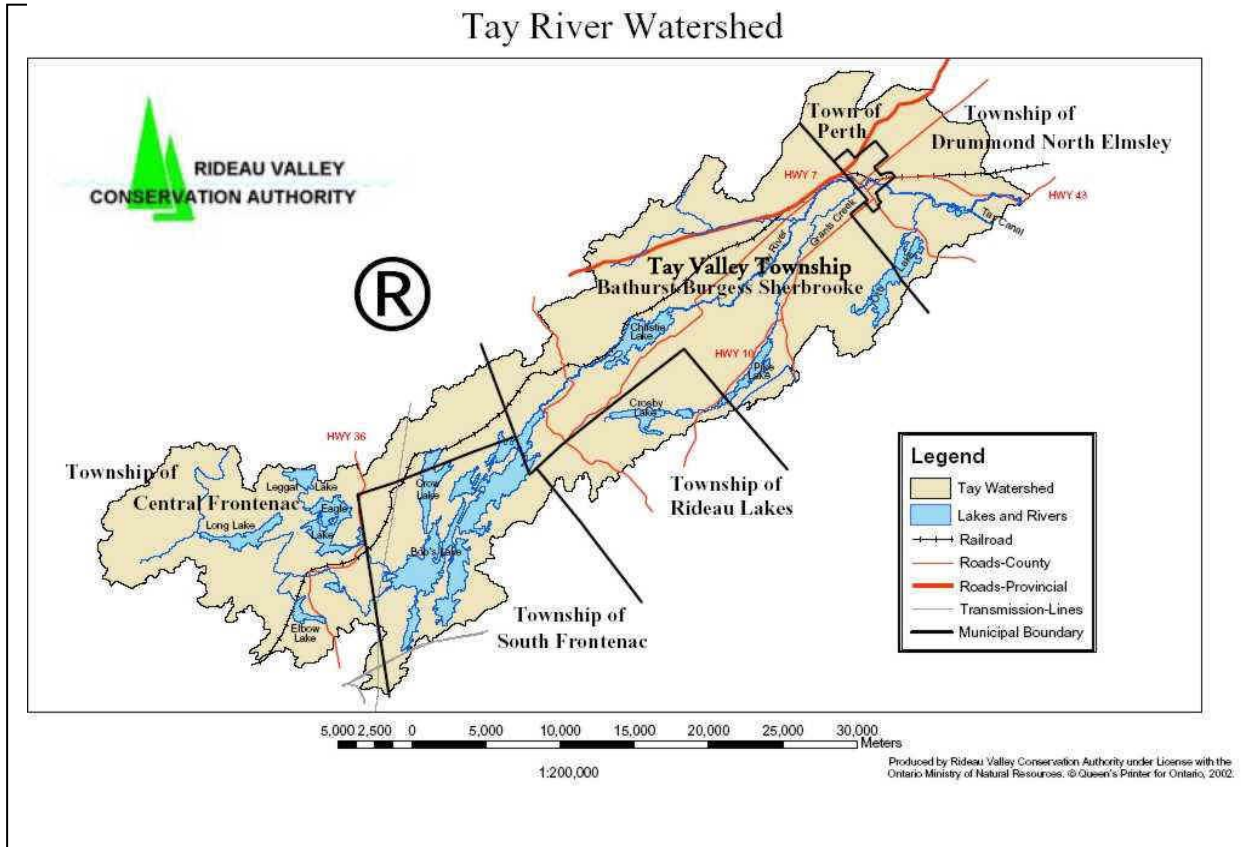 Tay River Watershed
RIDEAU VALLEY
CONSERVATION AUTHORITY
®
Town of
Perth
Township of
Drummond North Elmsley
HWY 7
HWY 43
Tay Canal
Grants Creek
River
Otty
Lake
Tay Valley Township
Bathurst Burgess Sherbrooke
Christie
Lake
HWY 10
Pike
Lake
Crosby
Lake
Township of
Rideau Lakes
HWY 36
Township of
Central Frontenac
Leggat Lake
Eagle
Lake
Long Lake
Crow
Lake
Bob's Lake
Elbow
Lake
Township of
South Frontenac
Legend
Tay Watershed
Lakes and Rivers
Railroad
Roads-County
Roads-Provincial
Transmission-Lines
Municipal Boundary
5,000 2,500 0 5,000 10,000 15,000 20,000 25,000 30,000
Meters
1:200,000
Produced by Rideau Valley Conservation Authority under License with the
Ontario Ministry of Natural Resources. © Queen's Printer for Ontario, 2002.